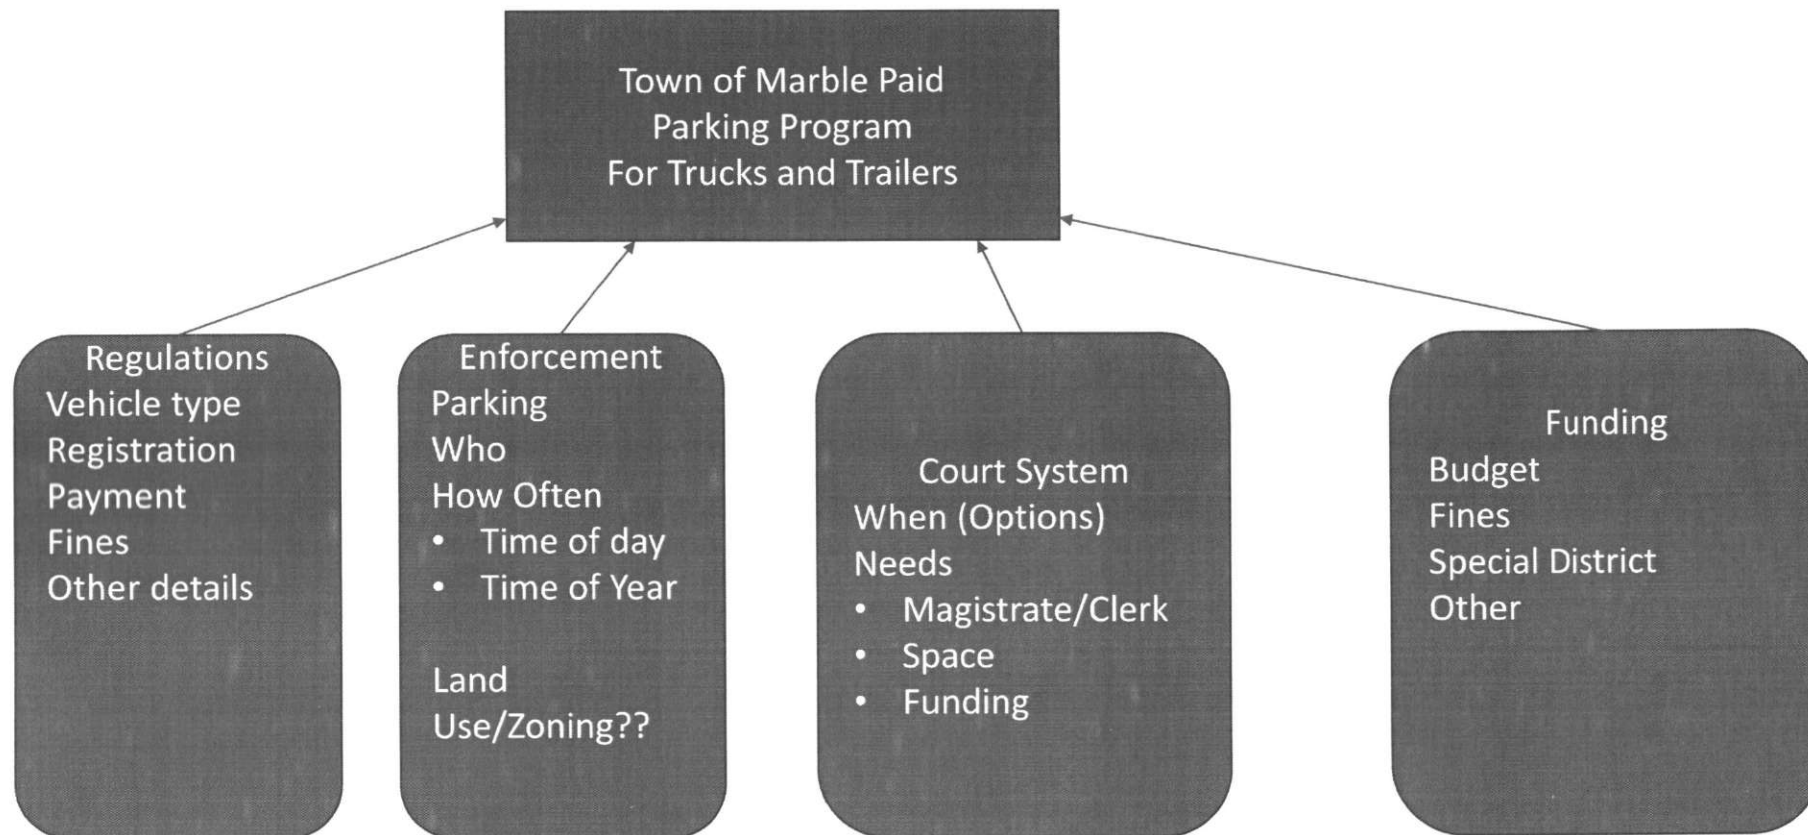 Town of Marble Paid
Parking Program
For Trucks and Trailers
Regulations
Vehicle type
Registration
Payment
Fines
Other details
Enforcement
Parking
Who
How Often
• Time of day
• Time of Year
Land
Use/Zoning??
Court System
When (Options)
Needs
• Magistrate/Clerk
• Space
• Funding
Funding
Budget
Fines
Special District
Other